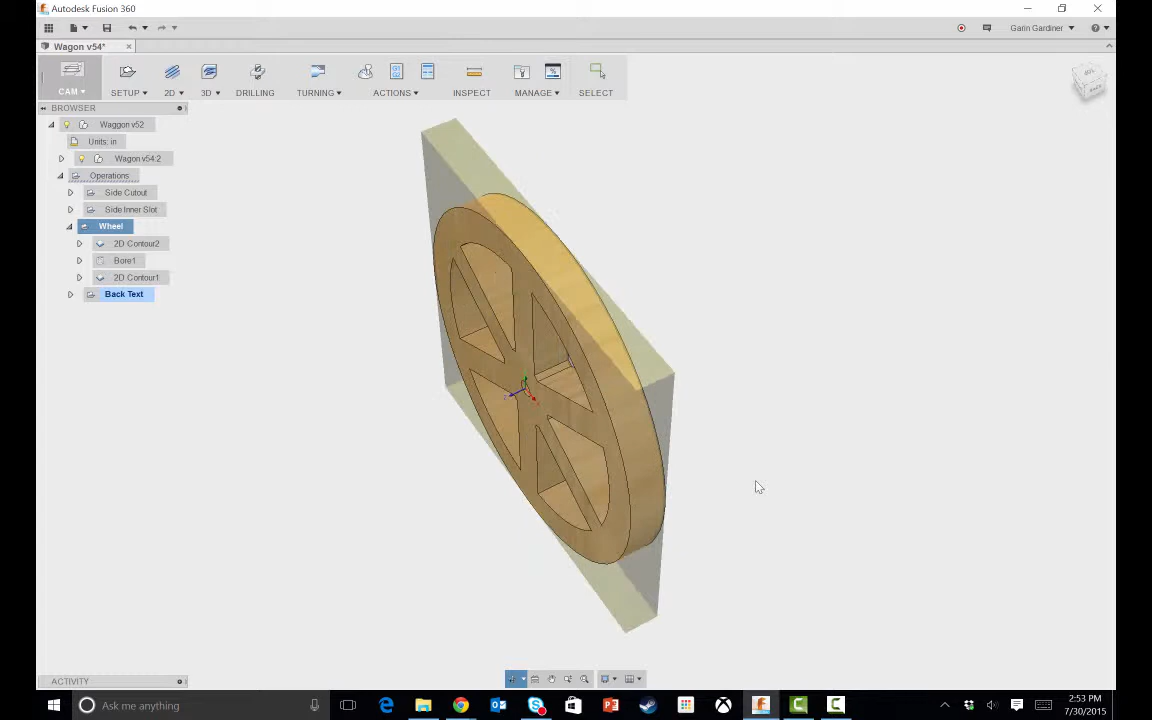 Autodesk Fusion 360
Garin Gardiner
Wagon v54*
CAM
SETUP
2D
3D
DRILLING
TURNING
ACTIONS
INSPECT
MANAGE
SELECT
BROWSER
Waggon v52
Units: in
Wagon v54:2
Operations
Side Cutout
Side Inner Slot
Wheel
2D Contour2
Bore1
2D Contour1
Back Text
ACTIVITY
Ask me anything
2:53 PM
7/30/2015